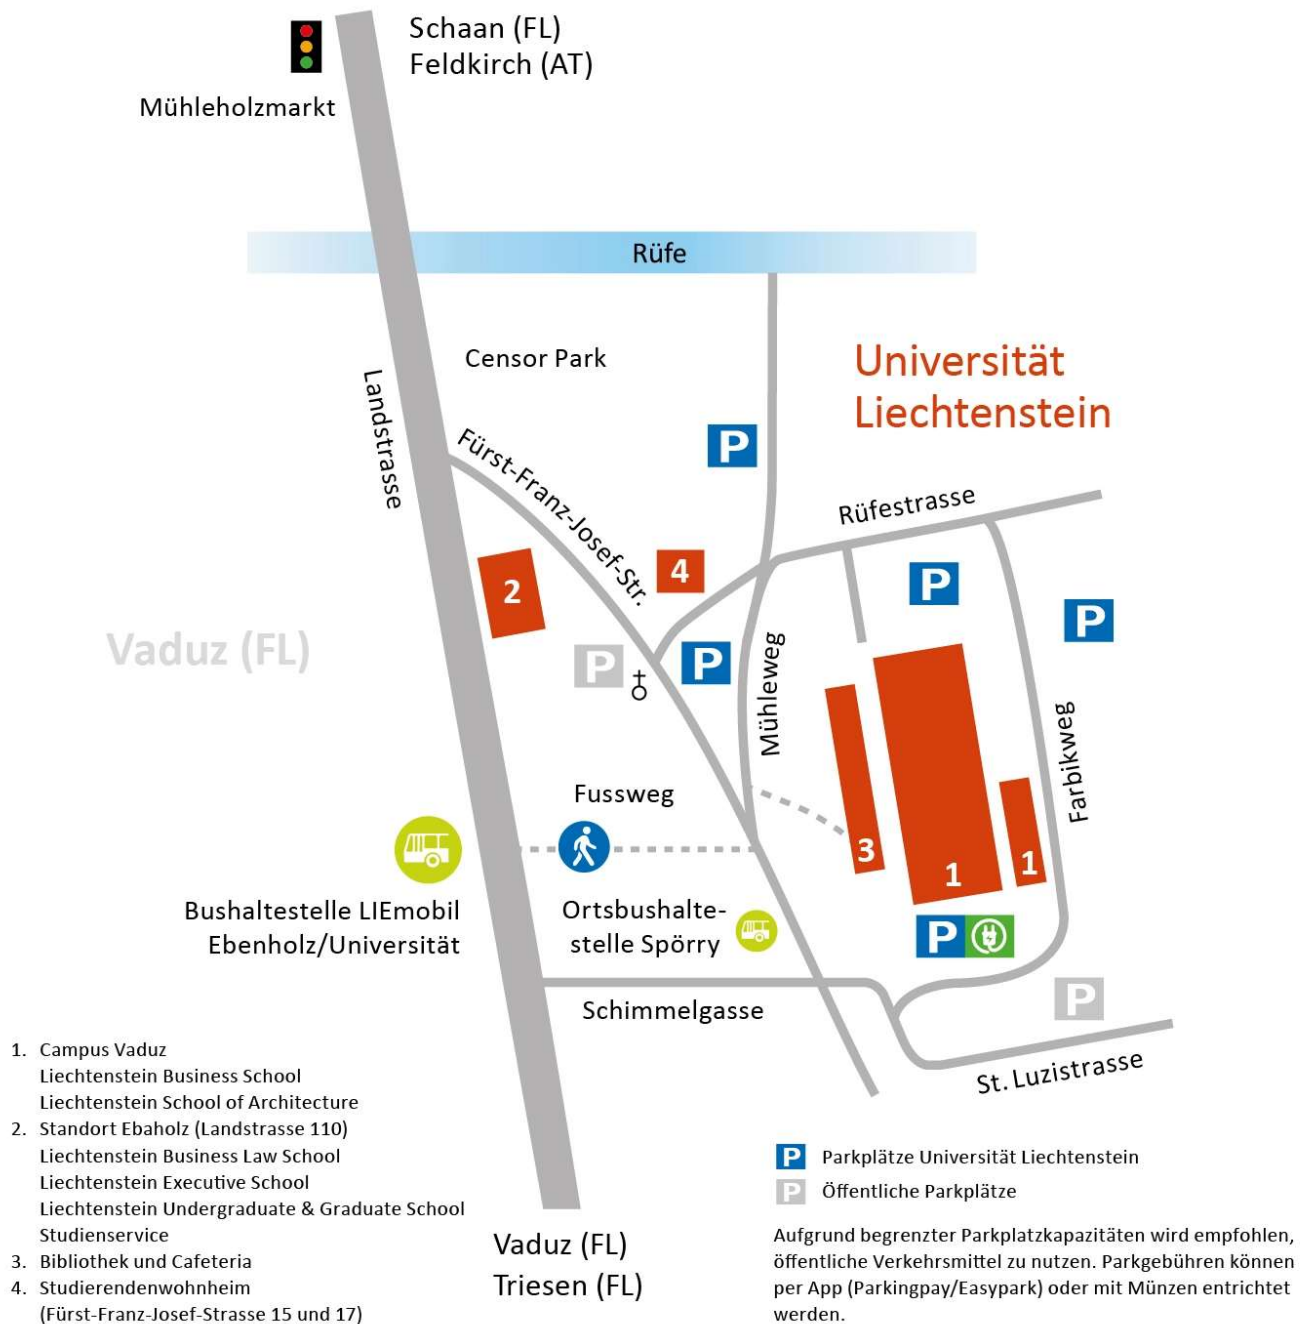 Schaan (FL)
Feldkirch (AT)
Mühleholzmarkt
Rüfe
Censor Park
Universität
Liechtenstein
Landstrasse
Fürst-Franz-Josef-Str.
P
Rüfestrasse
4
2
P
P
Vaduz (FL)
P
P
Mühleweg
Farbikweg
Fussweg
3
1
1
Bushaltestelle LIEmobil
Ebenholz/Universität
Ortsbushalte-
stelle Spörry
P
P
Schimmelgasse
St. Luzistrasse
1. Campus Vaduz
Liechtenstein Business School
Liechtenstein School of Architecture
2. Standort Ebaholz (Landstrasse 110)
Liechtenstein Business Law School
Liechtenstein Executive School
Liechtenstein Undergraduate & Graduate School
Studienservice
3. Bibliothek und Cafeteria
4. Studierendenwohnheim
(Fürst-Franz-Josef-Strasse 15 und 17)
Vaduz (FL)
Triesen (FL)
P Parkplätze Universität Liechtenstein
P Öffentliche Parkplätze
Aufgrund begrenzter Parkplatzkapazitäten wird empfohlen,
öffentliche Verkehrsmittel zu nutzen. Parkgebühren können
per App (Parkingpay/Easypark) oder mit Münzen entrichtet
werden.